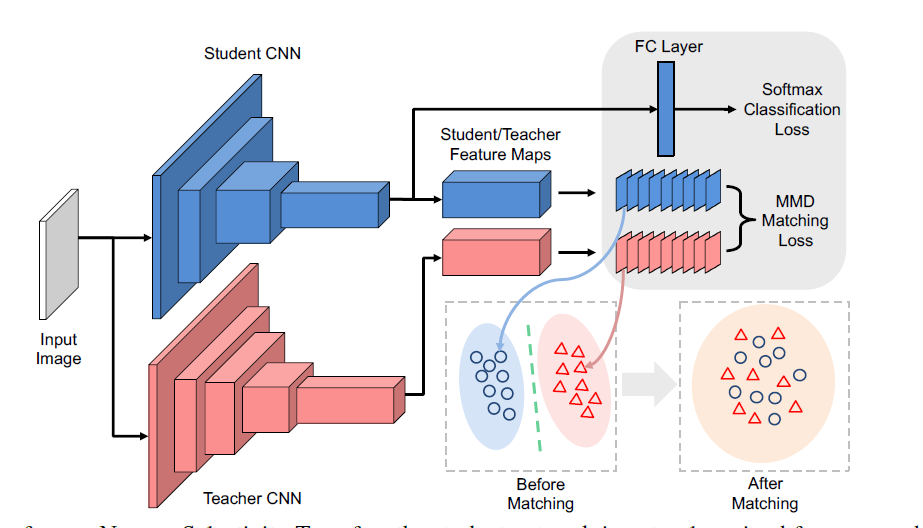 Student CNN
FC Layer
Softmax
Classification
Loss
Student/Teacher
Feature Maps
MMD
Matching
Loss
Input
Image
Teacher CNN
Before
Matching
After
Matching